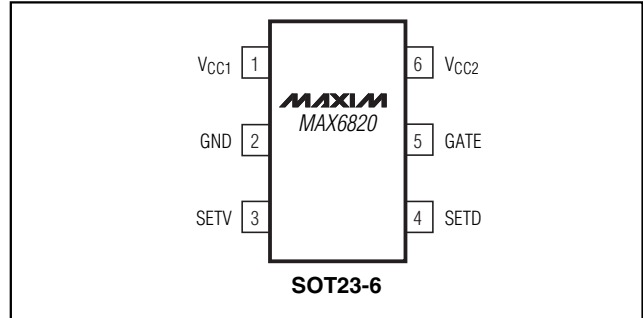 VCC1 1 6 VCC2
MAXIM
MAX6820
GND 2 5 GATE
SETV 3 4 SETD
SOT23-6